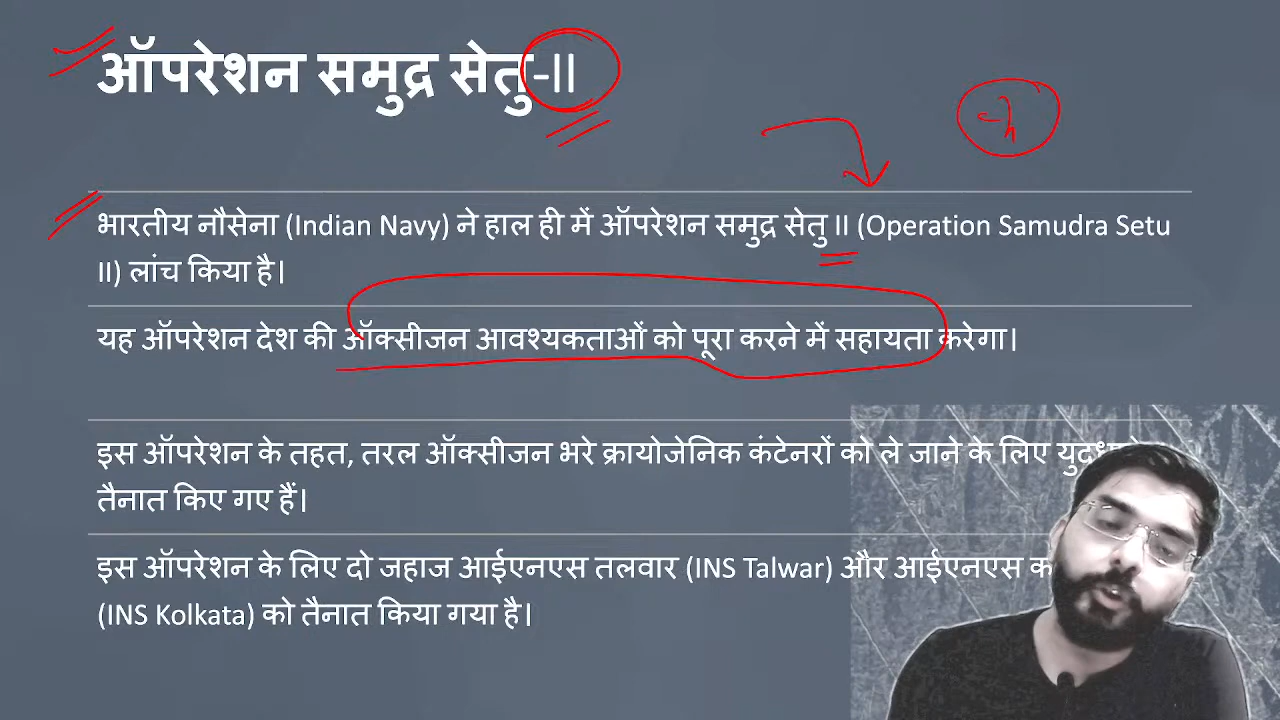 ऑपरेशन समुद्र सेतु-II
भारतीय नौसेना (Indian Navy) ने हाल ही में ऑपरेशन समुद्र सेतु II (Operation Samudra Setu
II) लांच किया है।
यह ऑपरेशन देश की ऑक्सीजन आवश्यकताओं को पूरा करने में सहायता करेगा।
इस ऑपरेशन के तहत, तरल ऑक्सीजन भरे क्रायोजेनिक कंटेनरों को ले जाने के लिए
तैनात किए गए हैं।
इस ऑपरेशन के लिए दो जहाज आईएनएस तलवार (INS Talwar) और आईएनएस
(INS Kolkata) को तैनात किया गया है।